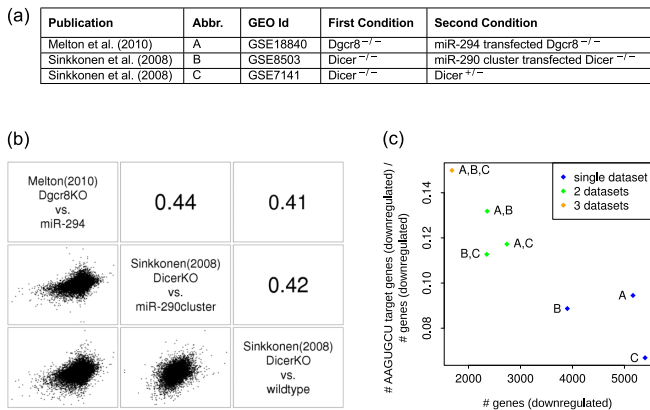 (a)
Publication Abbr. GEO Id First Condition Second Condition
Melton et al. (2010) A GSE18840 Dgcr8−/− miR-294 transfected Dgcr8−/−
Sinkkonen et al. (2008) B GSE8503 Dicer−/− miR-290 cluster transfected Dicer −/−
Sinkkonen et al. (2008) C GSE7141 Dicer−/− Dicer+/−
(b)
Melton(2010)
Dgcr8KO
vs.
miR-294
0.44
0.41
Sinkkonen(2008)
DicerKO
vs.
miR-290cluster
0.42
Sinkkonen(2008)
DicerKO
vs.
wildtype
(c)
# AAGUGCU target genes (downregulated) /
# genes (downregulated)
0.14
0.12
0.10
0.08
A,B,C
A,B
A,C
B,C
A
B
C
single dataset
2 datasets
3 datasets
2000 3000 4000 5000
# genes (downregulated)